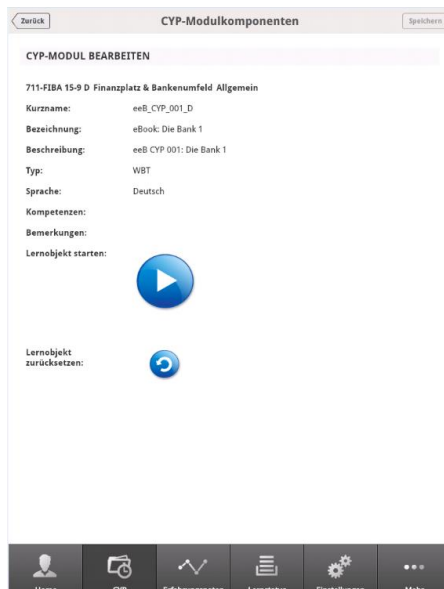 Zurück
CYP-Modulkomponenten
Speichern
CYP-MODUL BEARBEITEN
711-FIBA 15-9 D Finanzplatz & Bankenumfeld Allgemein
Kurzname: eeB_CYP_001_D
Bezeichnung: eBook: Die Bank 1
Beschreibung: eeB CYP 001: Die Bank 1
Typ: WBT
Sprache: Deutsch
Kompetenzen:
Bemerkungen:
Lernobjekt starten:
Lernobjekt
zurücksetzen: